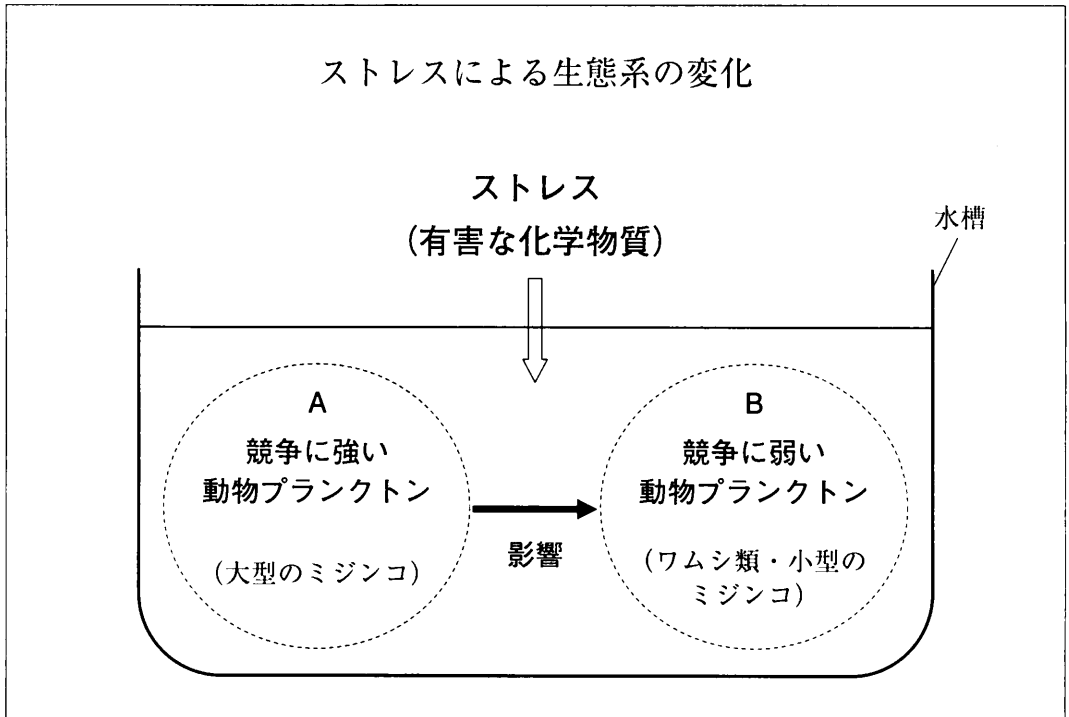 ストレスによる生態系の変化
ストレス
(有害な化学物質)
水槽
A
競争に強い
動物プランクトン
(大型のミジンコ)
影響
B
競争に弱い
動物プランクトン
(ワムシ類・小型の
ミジンコ)